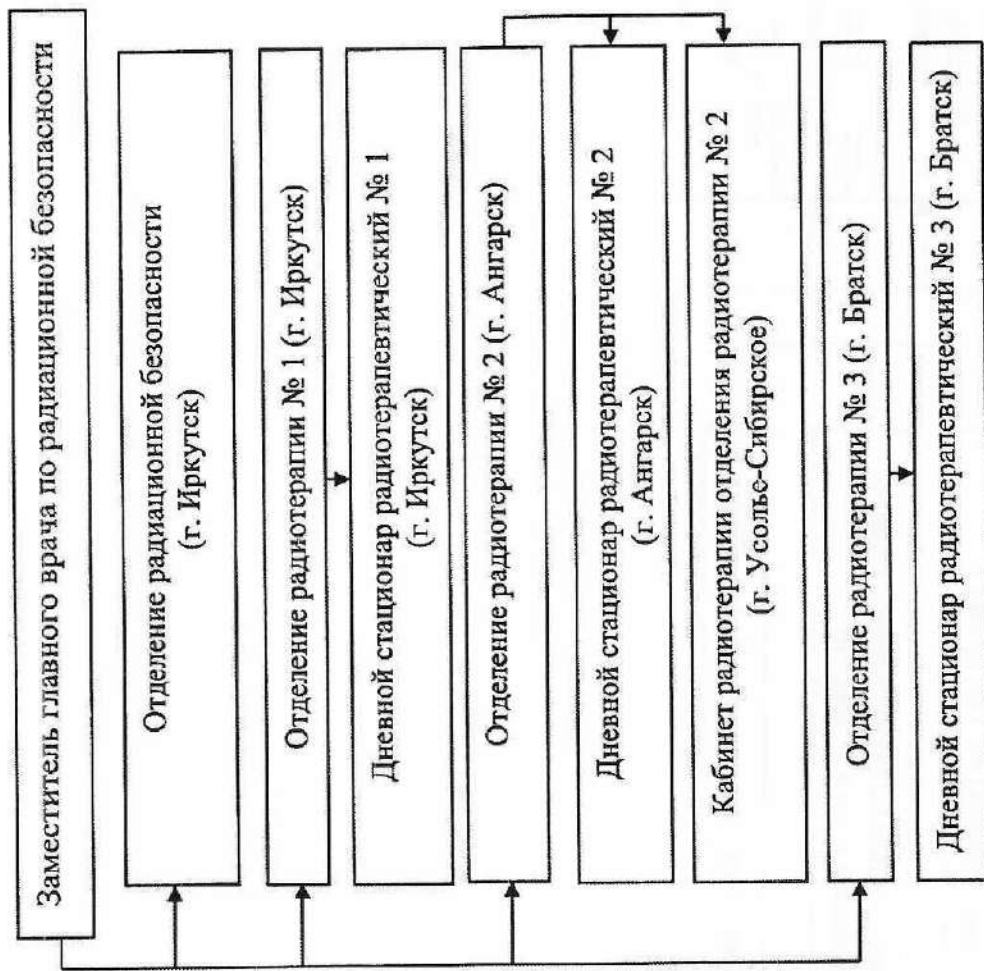 Заместитель главного врача по радиационной безопасности
Отделение радиационной безопасности
(г. Иркутск)
Отделение радиотерапии № 1 (г. Иркутск)
Дневной стационар радиотерапевтический № 1
(г. Иркутск)
Отделение радиотерапии № 2 (г. Ангарск)
Дневной стационар радиотерапевтический № 2
(г. Ангарск)
Кабинет радиотерапии отделения радиотерапии № 2
(г. Усолье-Сибирское)
Отделение радиотерапии № 3 (г. Братск)
Дневной стационар радиотерапевтический № 3 (г. Братск)